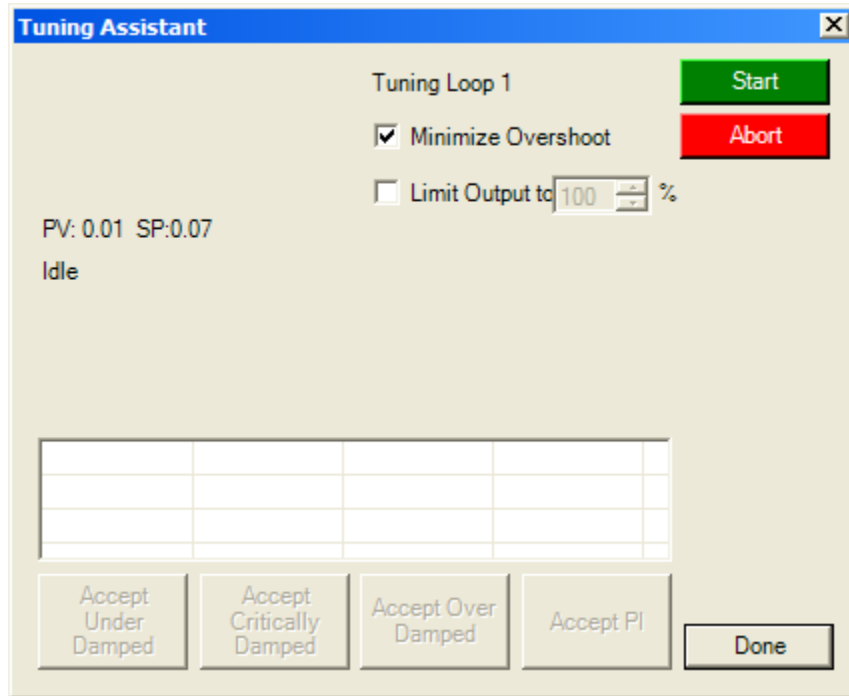 Tuning Assistant
Tuning Loop 1
Start
Minimize Overshoot
Abort
Limit Output to 100 %
PV: 0.01 SP:0.07
Idle
Accept
Under
Damped
Accept
Critically
Damped
Accept Over
Damped
Accept PI
Done